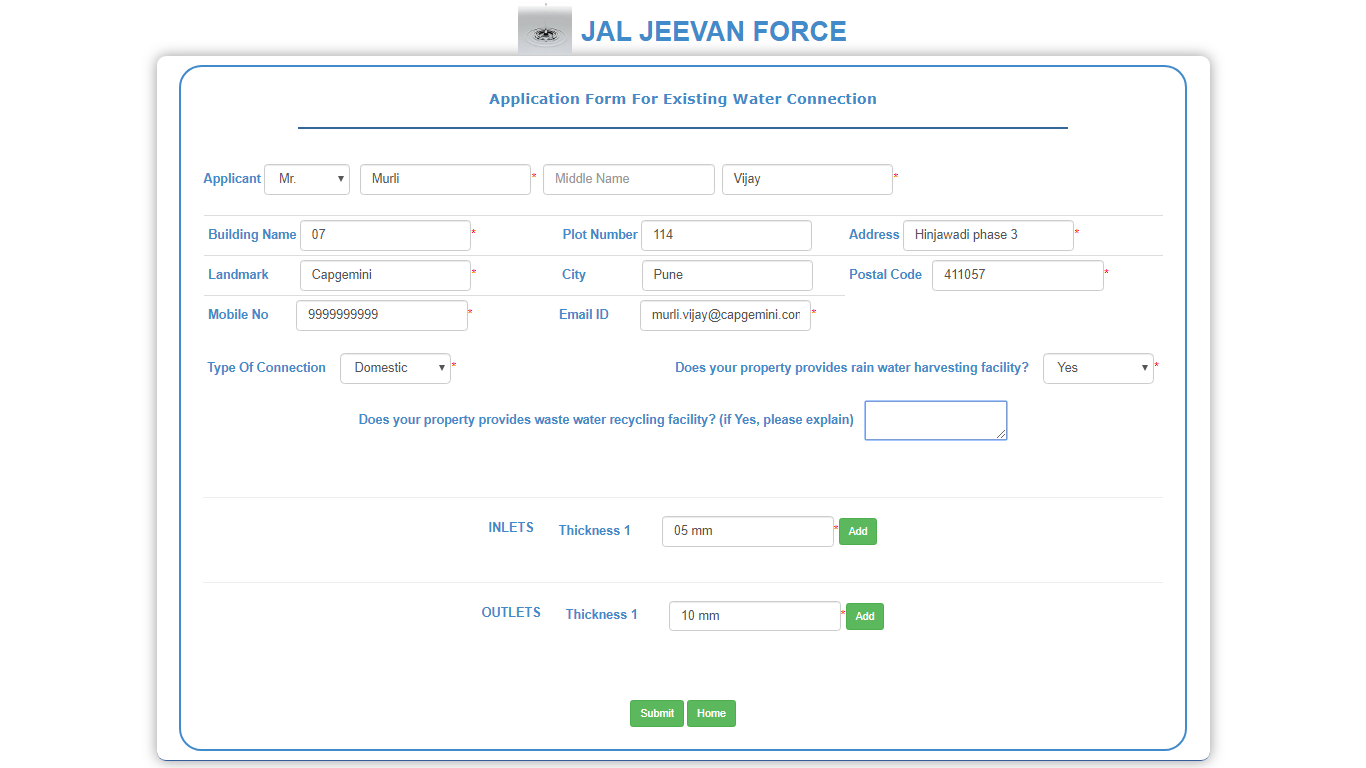 JAL JEEVAN FORCE
Application Form For Existing Water Connection
Applicant Mr. Murli * Middle Name Vijay *
Building Name 07 * Plot Number 114 Address Hinjawadi phase 3 *
Landmark Capgemini * City Pune Postal Code 411057 *
Mobile No 9999999999 * Email ID murli.vijay@capgemini.con *
Type Of Connection Domestic * Does your property provides rain water harvesting facility? Yes *
Does your property provides waste water recycling facility? (if Yes, please explain)
INLETS Thickness 1 05 mm * Add
OUTLETS Thickness 1 10 mm * Add
Submit Home